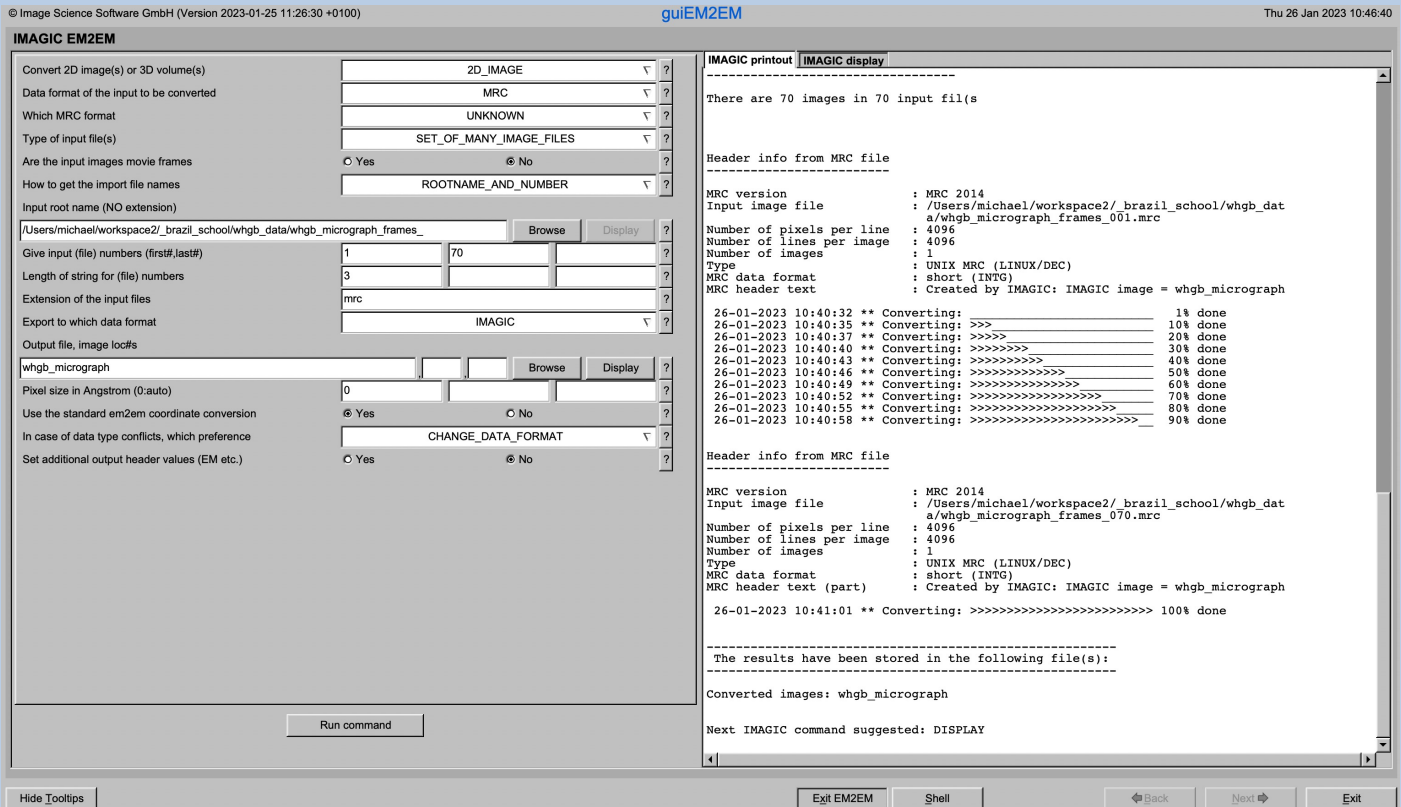 © Image Science Software GmbH (Version 2023-01-25 11:26:30 +0100) guiEM2EM Thu 26 Jan 2023 10:46:40
IMAGIC EM2EM
Convert 2D image(s) or 3D volume(s) 2D_IMAGE ?
Data format of the input to be converted MRC ?
Which MRC format UNKNOWN ?
Type of input file(s) SET_OF_MANY_IMAGE_FILES ?
Are the input images movie frames Yes No ?
How to get the import file names ROOTNAME_AND_NUMBER ?
Input root name (NO extension)
/Users/michael/workspace2/_brazil_school/whgb_data/whgb_micrograph_frames_ Browse Display ?
Give input (file) numbers (first#,last#) 1 70 ?
Length of string for (file) numbers 3 ?
Extension of the input files mrc ?
Export to which data format IMAGIC ?
Output file, image loc#s
whgb_micrograph , , Browse Display ?
Pixel size in Angstrom (0:auto) 0 ?
Use the standard em2em coordinate conversion Yes No ?
In case of data type conflicts, which preference CHANGE_DATA_FORMAT ?
Set additional output header values (EM etc.) Yes No ?
Run command
IMAGIC printout IMAGIC display
----------------------------------
There are 70 images in 70 input fil(s
Header info from MRC file
-------------------------
MRC version : MRC 2014
Input image file : /Users/michael/workspace2/_brazil_school/whgb_dat
a/whgb_micrograph_frames_001.mrc
Number of pixels per line : 4096
Number of lines per image : 4096
Number of images : 1
Type : UNIX MRC (LINUX/DEC)
MRC data format : short (INTG)
MRC header text : Created by IMAGIC: IMAGIC image = whgb_micrograph
26-01-2023 10:40:32 ** Converting: _________________________ 1% done
26-01-2023 10:40:35 ** Converting: >>>______________________ 10% done
26-01-2023 10:40:37 ** Converting: >>>>>____________________ 20% done
26-01-2023 10:40:40 ** Converting: >>>>>>>>_________________ 30% done
26-01-2023 10:40:43 ** Converting: >>>>>>>>>>_______________ 40% done
26-01-2023 10:40:46 ** Converting: >>>>>>>>>>>>>____________ 50% done
26-01-2023 10:40:49 ** Converting: >>>>>>>>>>>>>>>__________ 60% done
26-01-2023 10:40:52 ** Converting: >>>>>>>>>>>>>>>>>>_______ 70% done
26-01-2023 10:40:55 ** Converting: >>>>>>>>>>>>>>>>>>>>_____ 80% done
26-01-2023 10:40:58 ** Converting: >>>>>>>>>>>>>>>>>>>>>>>__ 90% done
Header info from MRC file
-------------------------
MRC version : MRC 2014
Input image file : /Users/michael/workspace2/_brazil_school/whgb_dat
a/whgb_micrograph_frames_070.mrc
Number of pixels per line : 4096
Number of lines per image : 4096
Number of images : 1
Type : UNIX MRC (LINUX/DEC)
MRC data format : short (INTG)
MRC header text (part) : Created by IMAGIC: IMAGIC image = whgb_micrograph
26-01-2023 10:41:01 ** Converting: >>>>>>>>>>>>>>>>>>>>>>>>> 100% done
--------------------------------------------------------
The results have been stored in the following file(s):
--------------------------------------------------------
Converted images: whgb_micrograph
Next IMAGIC command suggested: DISPLAY
Hide Tooltips Exit EM2EM Shell Back Next Exit